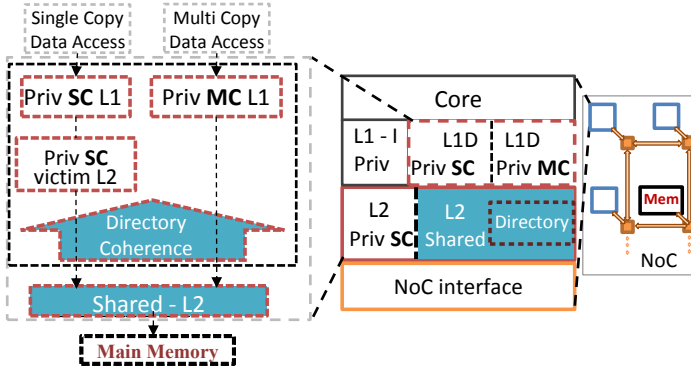 Single Copy
Data Access
Multi Copy
Data Access
Priv SC L1
Priv MC L1
Priv SC
victim L2
Directory
Coherence
Shared - L2
Main Memory
Core
L1 - I
Priv
L1D
Priv SC
L1D
Priv MC
L2
Priv SC
L2
Shared
Directory
NoC interface
Mem
NoC